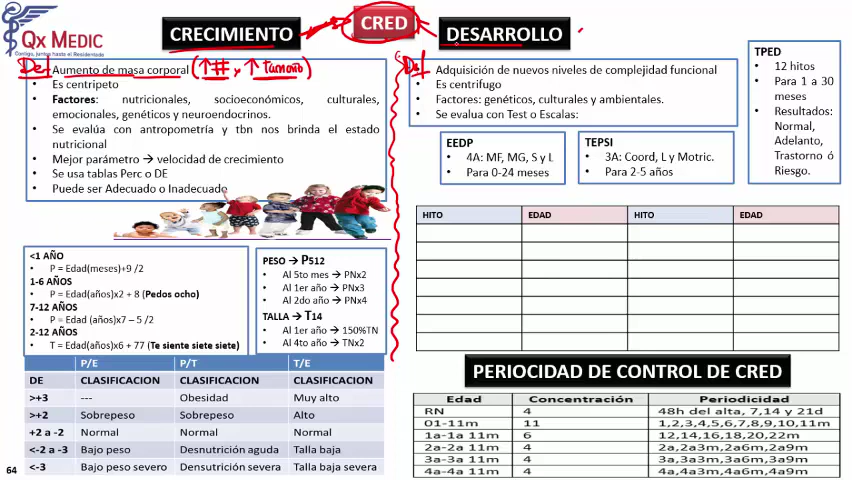 Qx MEDIC
Contigo, juntos hasta el Residentado
CRECIMIENTO
CRED
DESARROLLO
Def
Aumento de masa corporal (↑#, ↑ Tamaño)
• Es centripeto
• Factores: nutricionales, socioeconómicos, culturales,
emocionales, genéticos y neuroendocrinos.
• Se evalúa con antropometría y tbn nos brinda el estado
nutricional
• Mejor parámetro → velocidad de crecimiento
• Se usa tablas Perc o DE
• Puede ser Adecuado o Inadecuado
Def
Adquisición de nuevos niveles de complejidad funcional
• Es centrifugo
• Factores: genéticos, culturales y ambientales.
• Se evalua con Test o Escalas:
EEDP
• 4A: MF, MG, S y L
• Para 0-24 meses
TEPSI
• 3A: Coord, L y Motric.
• Para 2-5 años
TPED
• 12 hitos
• Para 1 a 30
meses
• Resultados:
Normal,
Adelanto,
Trastorno ó
Riesgo.
<1 AÑO
• P = Edad(meses)+9 /2
1-6 AÑOS
• P = Edad(años)x2 + 8 (Pedos ocho)
7-12 AÑOS
• P = Edad (años)x7 – 5 /2
2-12 AÑOS
• T = Edad(años)x6 + 77 (Te siente siete siete)
PESO → P512
• Al 5to mes → PNx2
• Al 1er año → PNx3
• Al 2do año → PNx4
TALLA → T14
• Al 1er año → 150%TN
• Al 4to año → TNx2
HITO EDAD HITO EDAD
P/E P/T T/E
DE CLASIFICACION CLASIFICACION CLASIFICACION
>+3 --- Obesidad Muy alto
>+2 Sobrepeso Sobrepeso Alto
+2 a -2 Normal Normal Normal
<-2 a -3 Bajo peso Desnutrición aguda Talla baja
<-3 Bajo peso severo Densutrición severa Talla baja severa
PERIOCIDAD DE CONTROL DE CRED
Edad Concentración Periodicidad
RN 4 48h del alta, 7,14 y 21d
01-11m 11 1,2,3,4,5,6,7,8,9,10,11m
1a-1a 11m 6 12,14,16,18,20,22m
2a-2a 11m 4 2a,2a3m,2a6m,2a9m
3a-3a 11m 4 3a,3a3m,3a6m,3a9m
4a-4a 11m 4 4a,4a3m,4a6m,4a9m
64